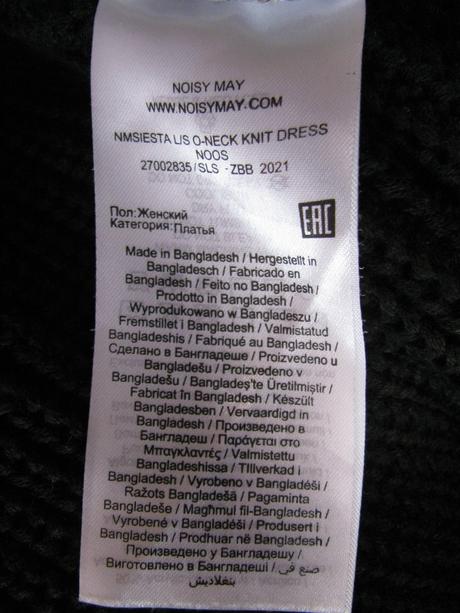 NOISY MAY
WWW.NOISYMAY.COM
NMSIESTA L/S O-NECK KNIT DRESS
NOOS
27002835/SLS -ZBB 2021
Пол:Женский
Категория:Платья
EAC
Made in Bangladesh / Hergestellt in
Bangladesch / Fabricado en
Bangladesh / Feito no Bangladesh /
Prodotto in Bangladesh /
Wyprodukowano w Bangladeszu /
Fremstillet i Bangladesh / Valmistatud
Bangladeshis / Fabriqué au Bangladesh /
Сделано в Бангладеше / Proizvedeno u
Bangladešu / Proizvedeno v
Bangladešu / Bangladeş'te Üretilmiştir /
Fabricat în Bangladesh / Készült
Bangladesben / Vervaardigd in
Bangladesh / Произведено в
Бангладеш / Παράγεται στο
Μπαγκλαντές / Valmistettu
Bangladeshissa / Tillverkad i
Bangladesh / Vyrobeno v Bangladéši /
Ražots Bangladešā / Pagaminta
Bangladeše / Magħmul fil-Bangladesh /
Vyrobené v Bangladéši / Produsert i
Bangladesh / Prodhuar në Bangladesh /
Произведено у Бангладешу /
Виготовлено в Бангладеші / صنع في
بنغلاديش